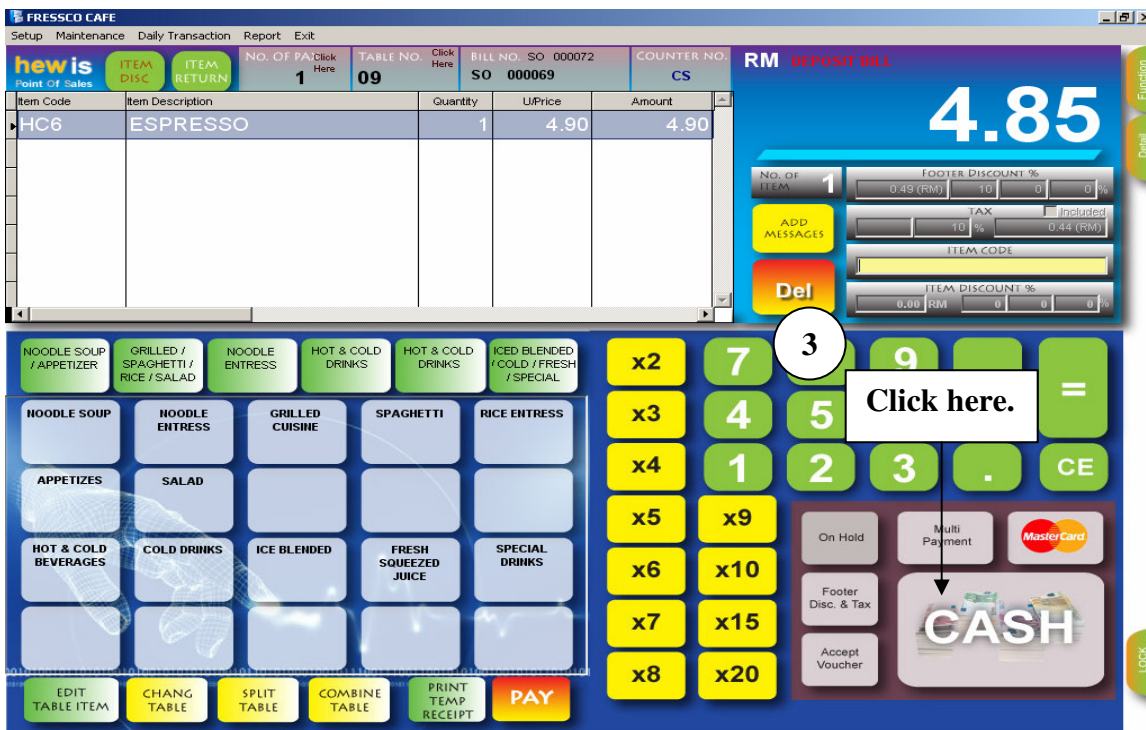 FRESSCO CAFE
Setup Maintenance Daily Transaction Report Exit
hewis
Point Of Sales
ITEM
DISC
ITEM
RETURN
NO. OF PAX
Click
Here
1
TABLE NO.
Click
Here
09
BILL NO. SO 000072
SO 000069
COUNTER NO.
CS
RM DEPOSIT BILL
4.85
Function
Detail
LOCK
Item Code Item Description Quantity U/Price Amount
HC6 ESPRESSO 1 4.90 4.90
NO. OF
ITEM
1
FOOTER DISCOUNT %
0.49 (RM) 10 0 0 %
ADD
MESSAGES
TAX Included
10 % 0.44 (RM)
ITEM CODE
Del
ITEM DISCOUNT %
0.00 RM 0 0 0 %
3
Click here.
NOODLE SOUP
/ APPETIZER
GRILLED /
SPAGHETTI /
RICE / SALAD
NOODLE
ENTRESS
HOT & COLD
DRINKS
HOT & COLD
DRINKS
ICED BLENDED
/ COLD / FRESH
/ SPECIAL
NOODLE SOUP
NOODLE
ENTRESS
GRILLED
CUISINE
SPAGHETTI
RICE ENTRESS
APPETIZES
SALAD
HOT & COLD
BEVERAGES
COLD DRINKS
ICE BLENDED
FRESH
SQUEEZED
JUICE
SPECIAL
DRINKS
EDIT
TABLE ITEM
CHANG
TABLE
SPLIT
TABLE
COMBINE
TABLE
PRINT
TEMP
RECEIPT
PAY
x2
x3
x4
x5 x9
x6 x10
x7 x15
x8 x20
7 9
4 5 =
1 2 3 . CE
On Hold
Multi
Payment
MasterCard
Footer
Disc. & Tax
Accept
Voucher
CASH